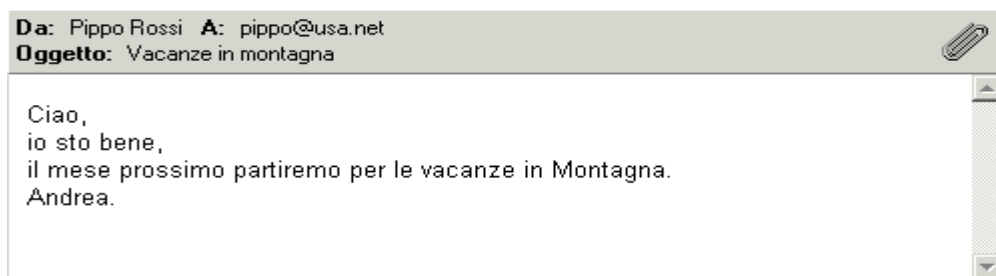 Da: Pippo Rossi A: pippo@usa.net
Oggetto: Vacanze in montagna
Ciao,
io sto bene,
il mese prossimo partiremo per le vacanze in Montagna.
Andrea.